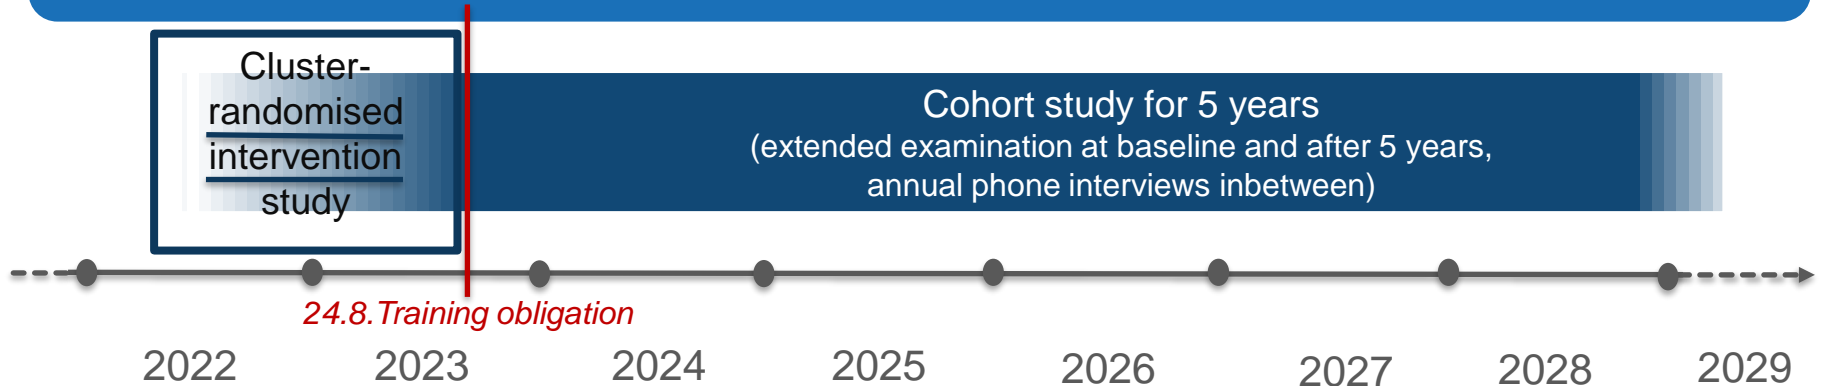 Cluster-
randomised
intervention
study
Cohort study for 5 years
(extended examination at baseline and after 5 years,
annual phone interviews inbetween)
24.8.Training obligation
2022 2023 2024 2025 2026 2027 2028 2029